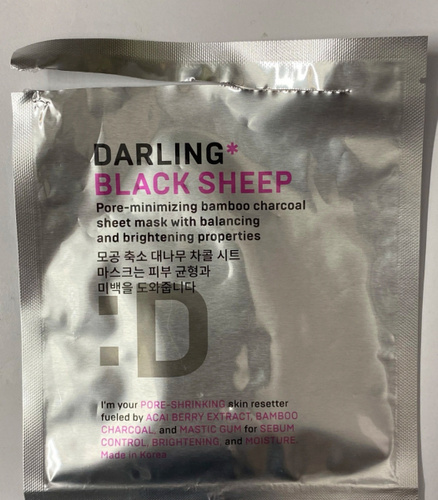 DARLING*
BLACK SHEEP
Pore-minimizing bamboo charcoal
sheet mask with balancing
and brightening properties
모공 축소 대나무 차콜 시트
마스크는 피부 균형과
미백을 도와줍니다
:D
I'm your PORE-SHRINKING skin resetter
fueled by ACAI BERRY EXTRACT, BAMBOO
CHARCOAL, and MASTIC GUM for SEBUM
CONTROL, BRIGHTENING, and MOISTURE.
Made in Korea